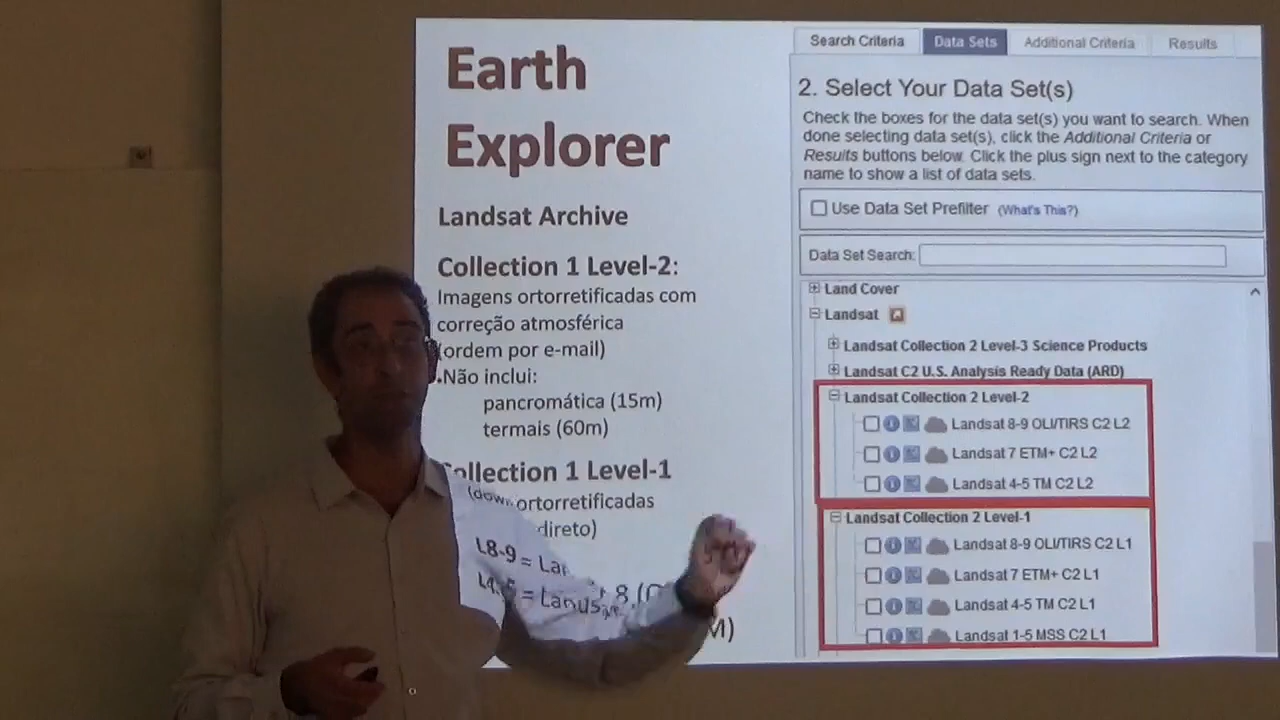 Earth
Explorer
Landsat Archive
Collection 1 Level-2:
Imagens ortorretificadas com
correção atmosférica
(ordem por e-mail)
•Não inclui:
pancromática (15m)
termais (60m)
Collection 1 Level-1
ortorretificadas
direto)
L8-9 =
Search Criteria
Data Sets
Additional Criteria
Results
2. Select Your Data Set(s)
Check the boxes for the data set(s) you want to search. When
done selecting data set(s), click the Additional Criteria or
Results buttons below. Click the plus sign next to the category
name to show a list of data sets.
Use Data Set Prefilter (What's This?)
Data Set Search:
Land Cover
Landsat
Landsat Collection 2 Level-3 Science Products
Landsat C2 U.S. Analysis Ready Data (ARD)
Landsat Collection 2 Level-2
Landsat 8-9 OLI/TIRS C2 L2
Landsat 7 ETM+ C2 L2
Landsat 4-5 TM C2 L2
Landsat Collection 2 Level-1
Landsat 8-9 OLI/TIRS C2 L1
Landsat 7 ETM+ C2 L1
Landsat 4-5 TM C2 L1
Landsat 1-5 MSS C2 L1